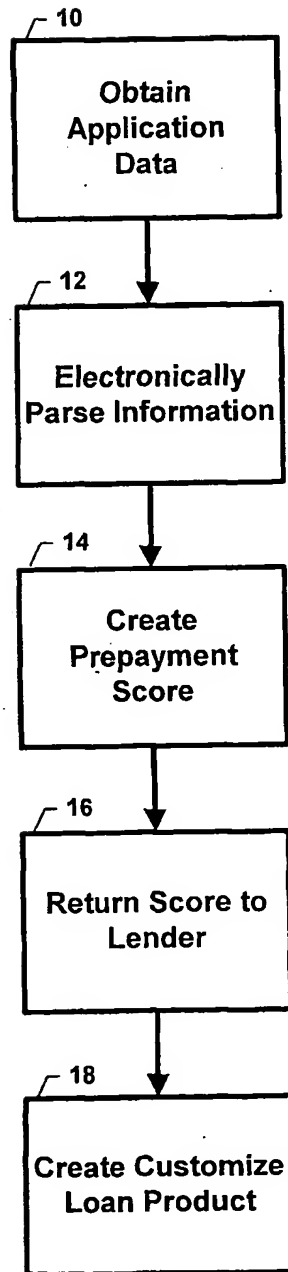 10
Obtain
Application
Data
12
Electronically
Parse Information
14
Create
Prepayment
Score
16
Return Score to
Lender
18
Create Customize
Loan Product